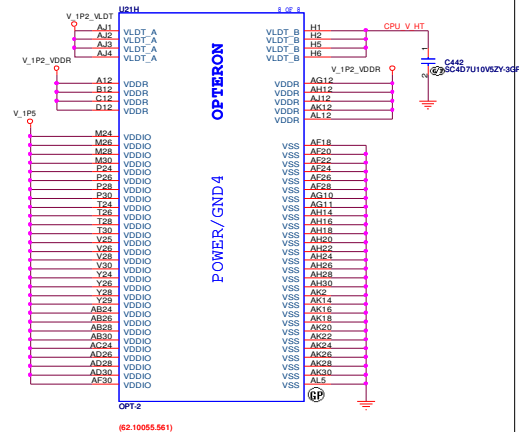 U21H 8 OF 8
V_1P2_VLDT
AJ1 VLDT_A VLDT_B H1 CPU_V_HT
AJ2 VLDT_A VLDT_B H2
AJ3 VLDT_A VLDT_B H5
AJ4 VLDT_A VLDT_B H6
1
C442
SC4D7U10V5ZY-3GP
2
V_1P2_VDDR V_1P2_VDDR
A12 VDDR VDDR AG12
B12 VDDR VDDR AH12
C12 VDDR VDDR AJ12
D12 VDDR VDDR AK12
VDDR AL12
OPTERON
V_1P5
M24 VDDIO
M26 VDDIO VSS AF18
M28 VDDIO VSS AF20
M30 VDDIO VSS AF22
P24 VDDIO VSS AF24
P26 VDDIO VSS AF26
P28 VDDIO VSS AF28
P30 VDDIO VSS AG10
T24 VDDIO VSS AG11
T26 VDDIO VSS AH14
T28 VDDIO VSS AH16
T30 VDDIO VSS AH18
V25 VDDIO VSS AH20
V26 VDDIO VSS AH22
V28 VDDIO VSS AH24
V30 VDDIO VSS AH26
Y24 VDDIO VSS AH28
Y26 VDDIO VSS AH30
Y28 VDDIO VSS AK2
Y29 VDDIO VSS AK14
AB24 VDDIO VSS AK16
AB26 VDDIO VSS AK18
AB28 VDDIO VSS AK20
AB30 VDDIO VSS AK22
AC24 VDDIO VSS AK24
AD26 VDDIO VSS AK26
AD28 VDDIO VSS AK28
AD30 VDDIO VSS AK30
AF30 VDDIO VSS AL5
POWER/GND4
OPT-2 GP
(62.10055.561)